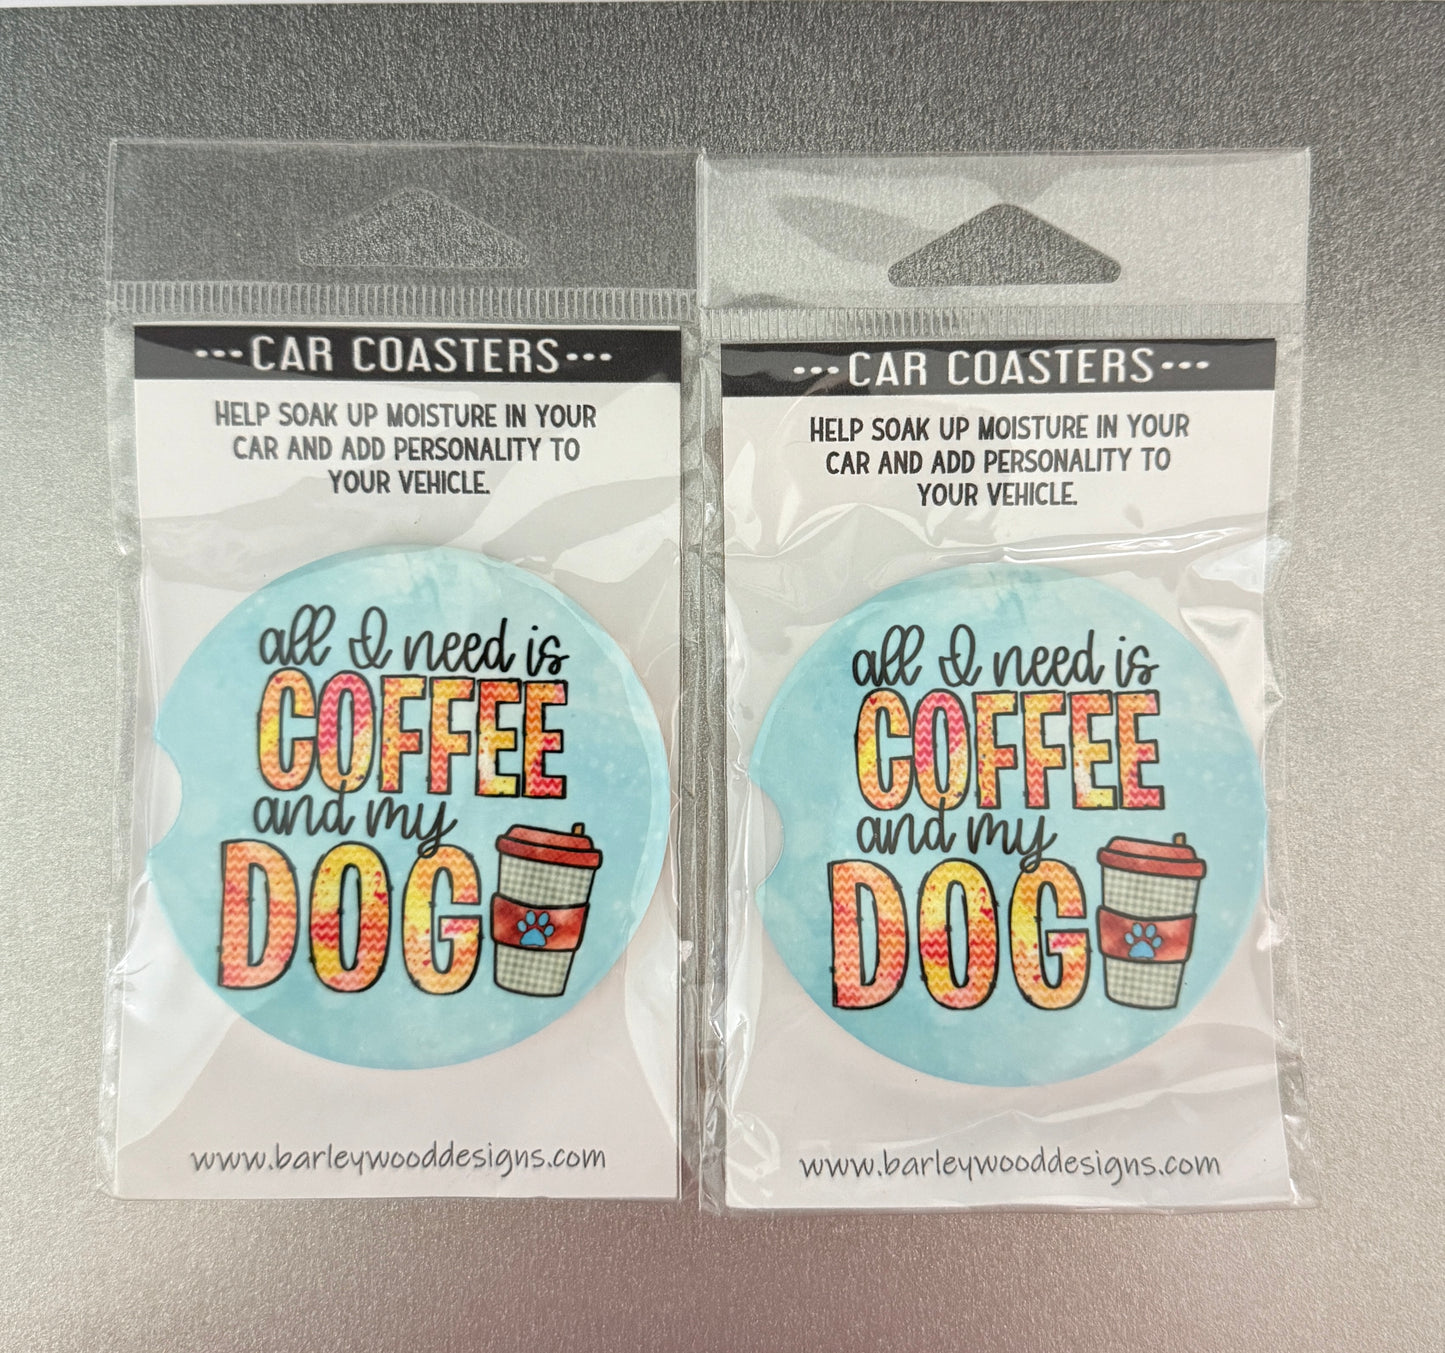 •••CAR COASTERS•••
HELP SOAK UP MOISTURE IN YOUR
CAR AND ADD PERSONALITY TO
YOUR VEHICLE.
all I need is
COFFEE
and my
DOG
www.barleywooddesigns.com
•••CAR COASTERS•••
HELP SOAK UP MOISTURE IN YOUR
CAR AND ADD PERSONALITY TO
YOUR VEHICLE.
all I need is
COFFEE
and my
DOG
www.barleywooddesigns.com